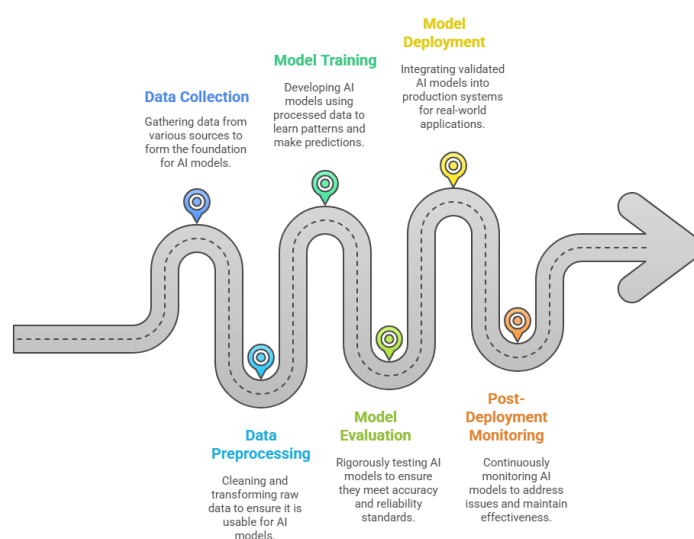 Data Collection
Gathering data from
various sources to
form the foundation
for AI models.
Data
Preprocessing
Cleaning and
transforming raw
data to ensure it is
usable for AI
models.
Model Training
Developing AI
models using
processed data to
learn patterns and
make predictions.
Model
Evaluation
Rigorously testing AI
models to ensure
they meet accuracy
and reliability
standards.
Model
Deployment
Integrating validated
AI models into
production systems
for real-world
applications.
Post-
Deployment
Monitoring
Continuously
monitoring AI
models to address
issues and maintain
effectiveness.